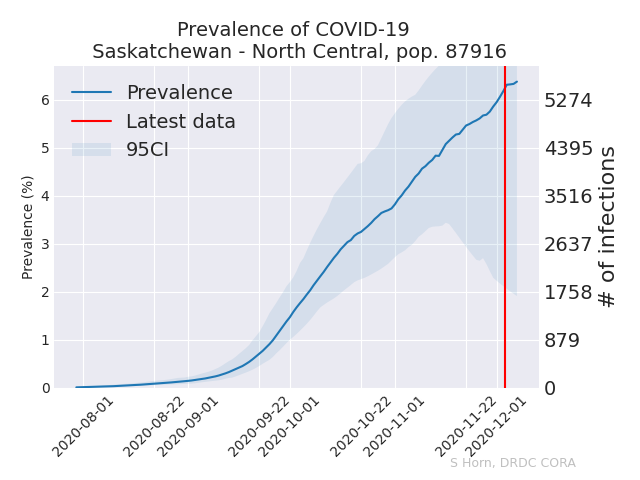 Prevalence of COVID-19
Saskatchewan - North Central, pop. 87916
Prevalence
Latest data
95CI
Prevalence (%)
6
5
4
3
2
1
0
5274
4395
3516
2637
1758
879
0
# of infections
2020-08-01
2020-08-22
2020-09-01
2020-09-22
2020-10-01
2020-10-22
2020-11-01
2020-11-22
2020-12-01
S Horn, DRDC CORA